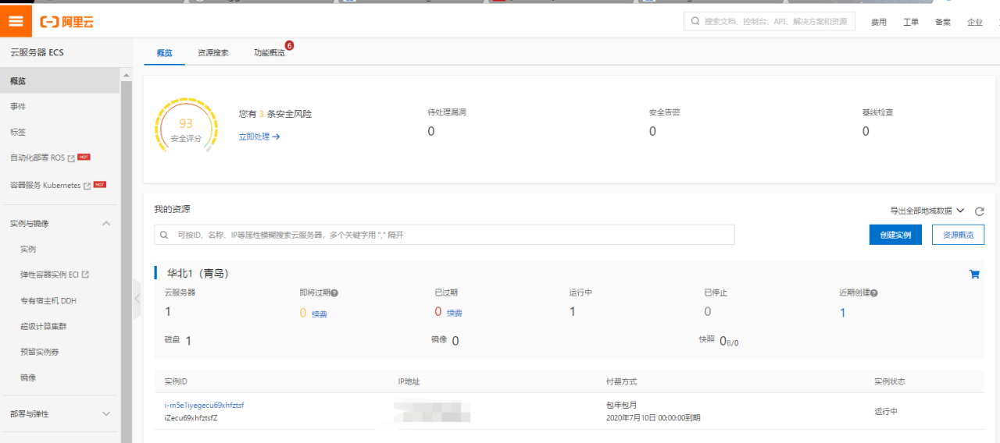 阿里云
搜索文档、控制台、API、解决方案和资源
费用 工单 备案 企业
云服务器 ECS
概览 资源搜索 功能概览 6
概览
事件
标签
自动化部署 ROS HOT
容器服务 Kubernetes HOT
实例与镜像
实例
弹性容器实例 ECI
专有宿主机 DDH
超级计算集群
预留实例券
镜像
部署与弹性
93
安全评分
您有 3 条安全风险
立即处理
待处理漏洞
0
安全告警
0
基线检查
0
我的资源
导出全部地域数据
可按ID、名称、IP等属性模糊搜索云服务器，多个关键字用 "," 隔开
创建实例 资源概览
华北1（青岛）
云服务器 即将过期 已过期 运行中 已停止 近期创建
1 0 续费 0 续费 1 0 1
磁盘 1 镜像 0 快照 0B/0
实例ID IP地址 付费方式 实例状态
i-m5e1iyegecu69xhfztsf 包年包月 运行中
iZecu69xhfztsfZ 2020年7月10日 00:00:00到期